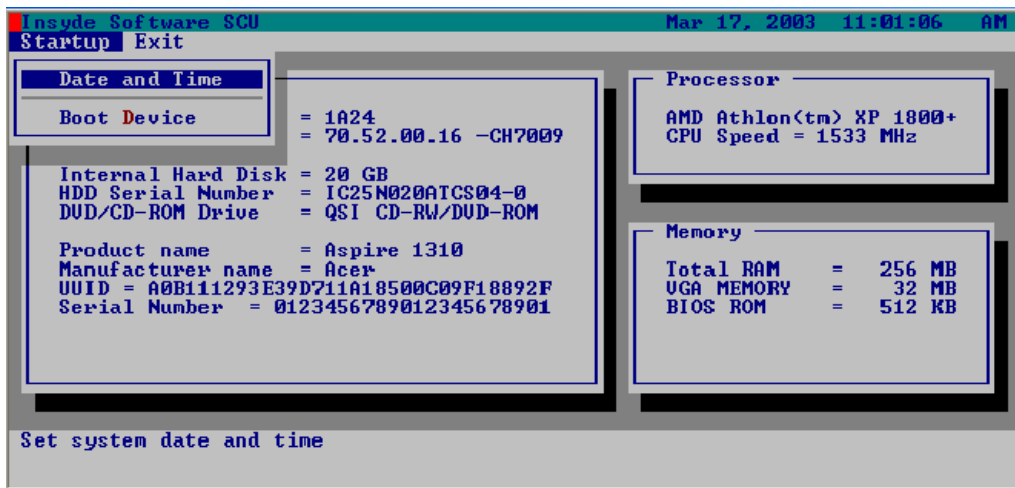 Insyde Software SCU Mar 17, 2003 11:01:06 AM
Startup Exit
Date and Time
Boot Device
= 1A24
= 70.52.00.16 -CH7009
Internal Hard Disk = 20 GB
HDD Serial Number = IC25N020ATCS04-0
DVD/CD-ROM Drive = QSI CD-RW/DVD-ROM
Product name = Aspire 1310
Manufacturer name = Acer
UUID = A0B111293E39D711A18500C09F18892F
Serial Number = 0123456789012345678901
Processor
AMD Athlon(tm) XP 1800+
CPU Speed = 1533 MHz
Memory
Total RAM = 256 MB
VGA MEMORY = 32 MB
BIOS ROM = 512 KB
Set system date and time